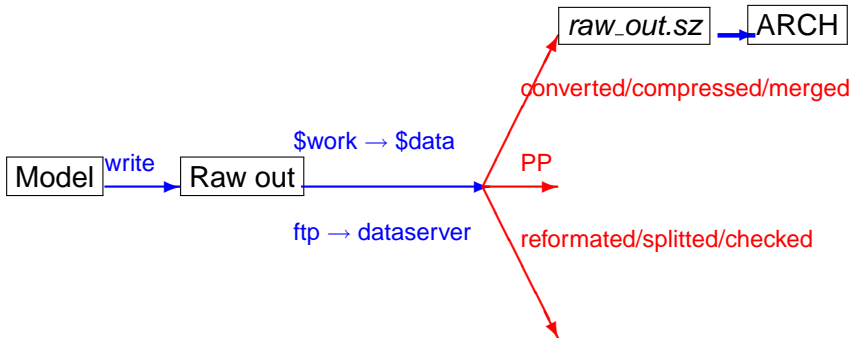 raw_out.sz ARCH
converted/compressed/merged
$work → $data
write
PP
Model Raw out
ftp → dataserver
reformated/splitted/checked